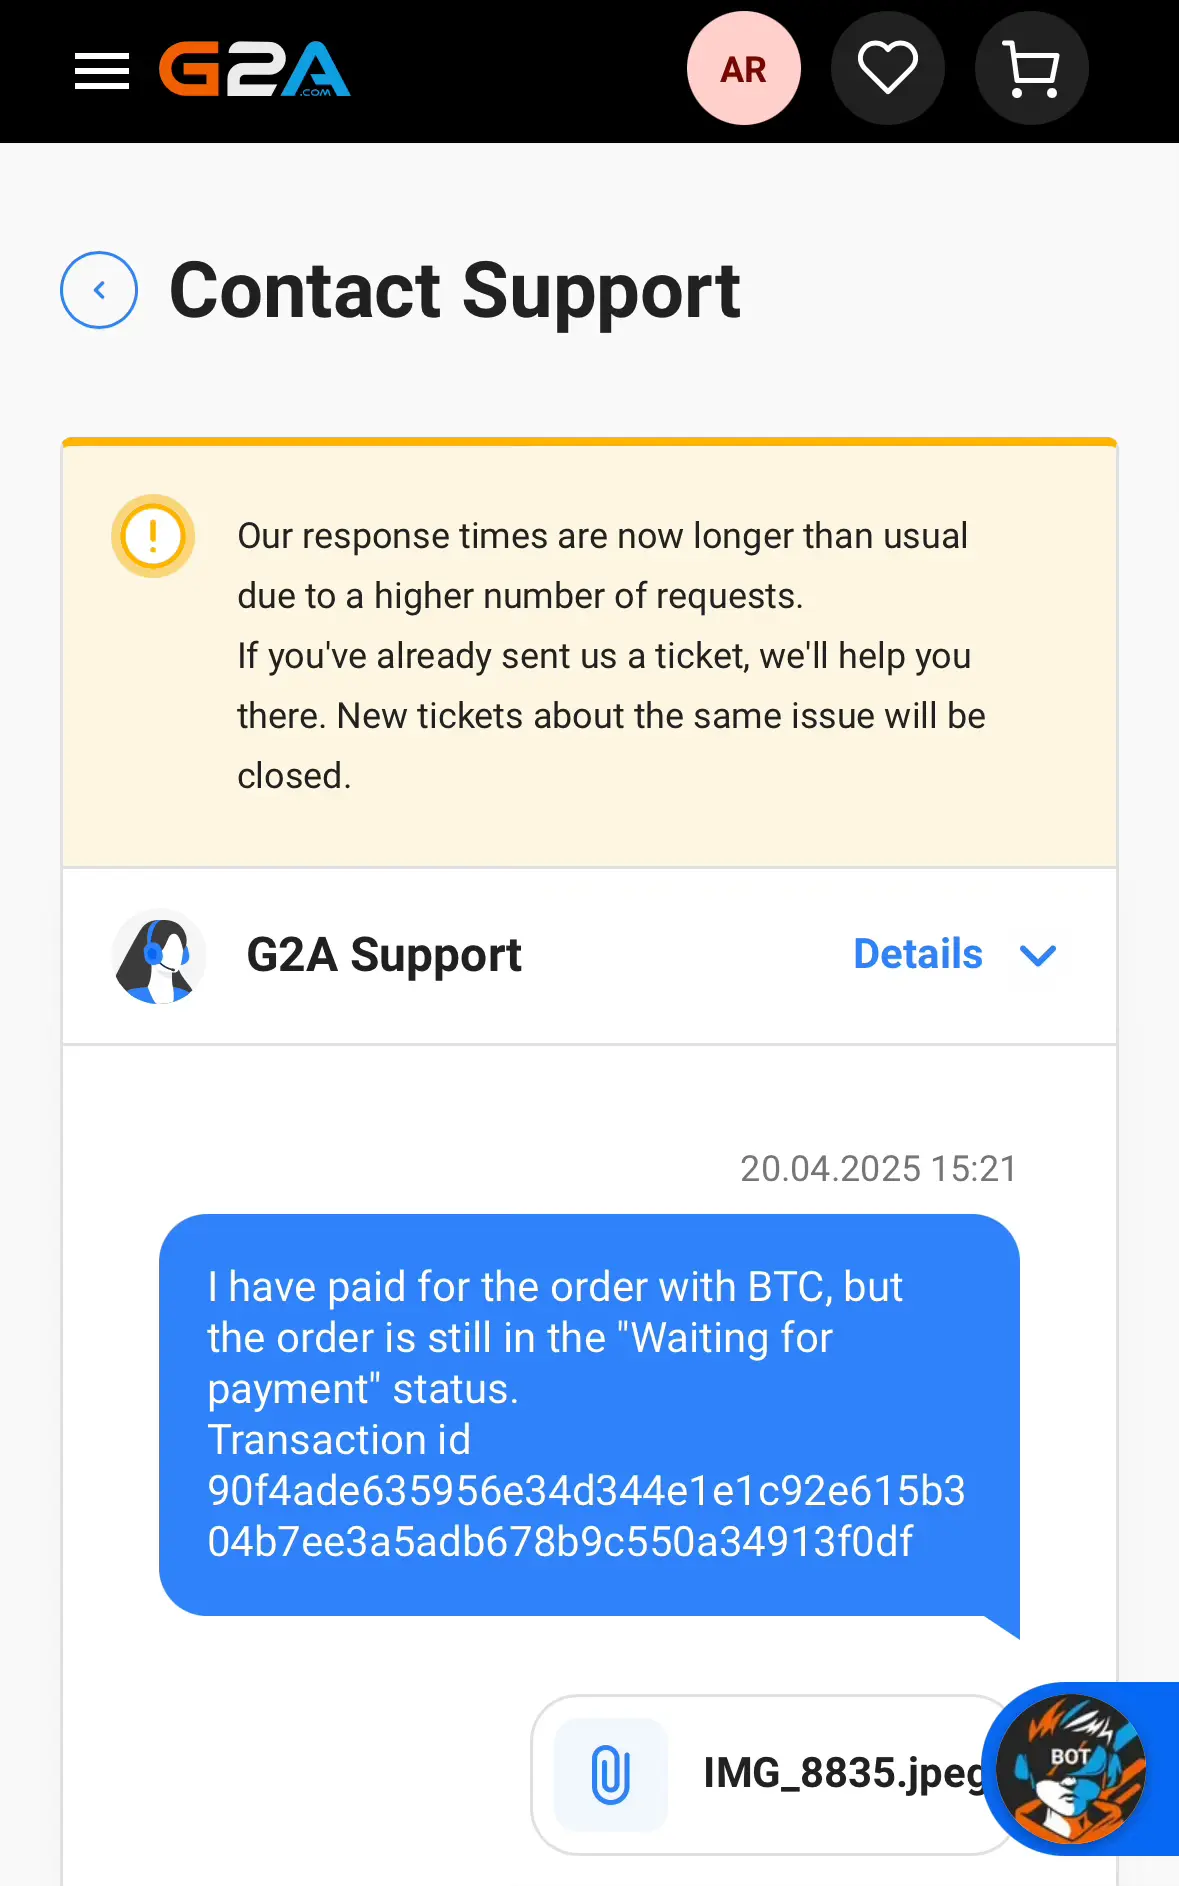 G2A
.COM
AR
Contact Support
Our response times are now longer than usual
due to a higher number of requests.
If you've already sent us a ticket, we'll help you
there. New tickets about the same issue will be
closed.
G2A Support
Details
20.04.2025 15:21
I have paid for the order with BTC, but
the order is still in the "Waiting for
payment" status.
Transaction id
90f4ade635956e34d344e1e1c92e615b3
04b7ee3a5adb678b9c550a34913f0df
IMG_8835.jpeg
BOT